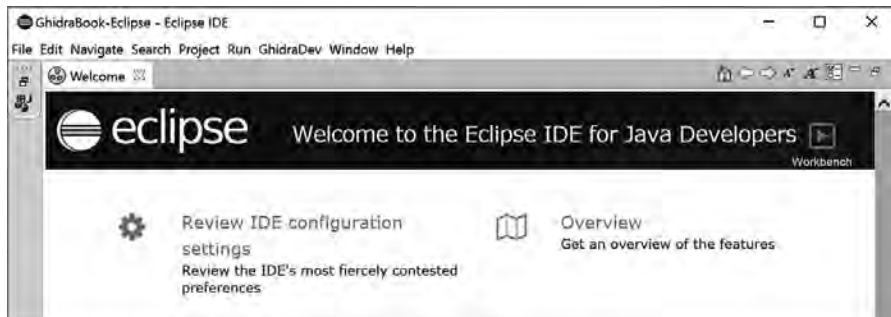 GhidraBook-Eclipse - Eclipse IDE
File Edit Navigate Search Project Run GhidraDev Window Help
Welcome
eclipse Welcome to the Eclipse IDE for Java Developers
Workbench
Review IDE configuration
settings
Review the IDE's most fiercely contested
preferences
Overview
Get an overview of the features